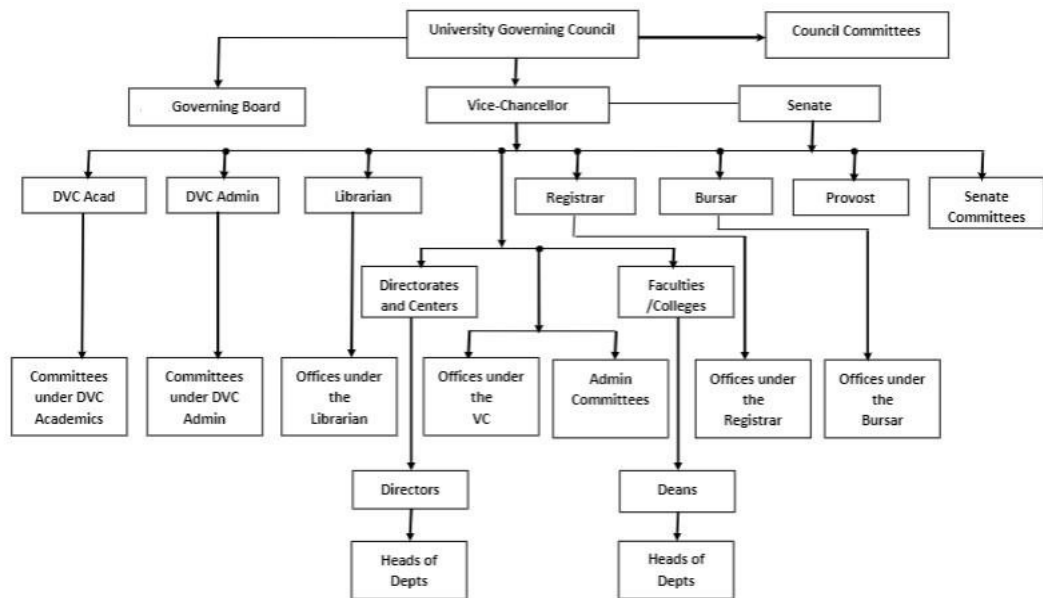 University Governing Council
Council Committees
Governing Board
Vice-Chancellor
Senate
DVC Acad
DVC Admin
Librarian
Registrar
Bursar
Provost
Senate
Committees
Directorates
and Centers
Faculties
/Colleges
Committees
under DVC
Academics
Committees
under DVC
Admin
Offices under
the
Librarian
Offices under
the
VC
Admin
Committees
Offices under
the
Registrar
Offices under
the
Bursar
Directors
Deans
Heads of
Depts
Heads of
Depts